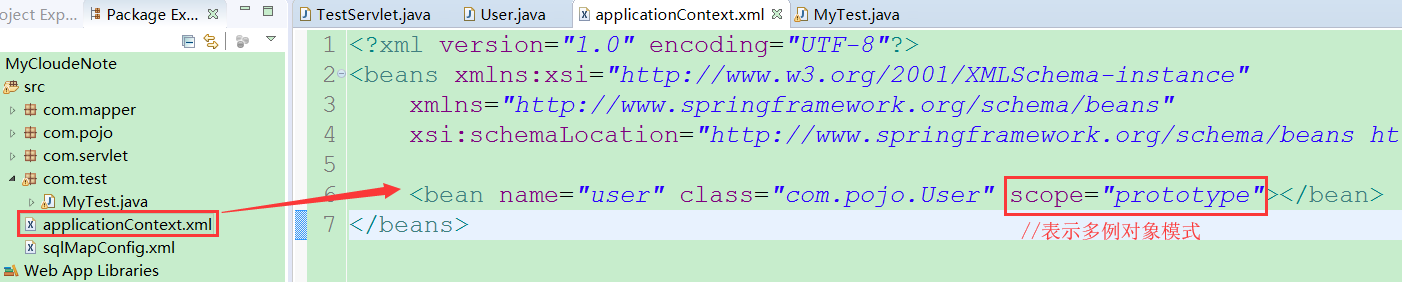 oject Exp...
Package Ex...
MyCloudeNote
src
com.mapper
com.pojo
com.servlet
com.test
MyTest.java
applicationContext.xml
sqlMapConfig.xml
Web App Libraries
TestServlet.java
User.java
applicationContext.xml
MyTest.java
1 <?xml version="1.0" encoding="UTF-8"?>
2 <beans xmlns:xsi="http://www.w3.org/2001/XMLSchema-instance"
3 xmlns="http://www.springframework.org/schema/beans"
4 xsi:schemaLocation="http://www.springframework.org/schema/beans ht
5
6 <bean name="user" class="com.pojo.User" scope="prototype"></bean>
7 </beans>
//表示多例对象模式